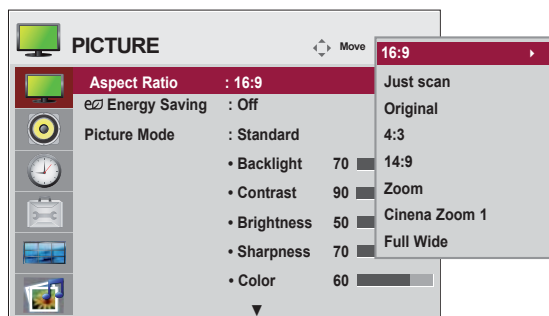 PICTURE
Move
Aspect Ratio : 16:9
Energy Saving : Off
Picture Mode : Standard
• Backlight 70
• Contrast 90
• Brightness 50
• Sharpness 70
• Color 60
16:9
Just scan
Original
4:3
14:9
Zoom
Cinena Zoom 1
Full Wide